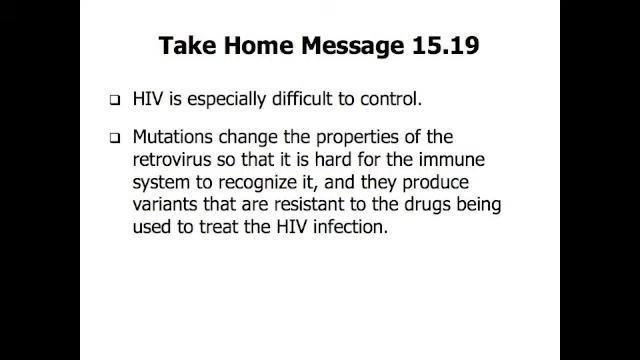 Take Home Message 15.19
❑ HIV is especially difficult to control.
❑ Mutations change the properties of the
retrovirus so that it is hard for the immune
system to recognize it, and they produce
variants that are resistant to the drugs being
used to treat the HIV infection.